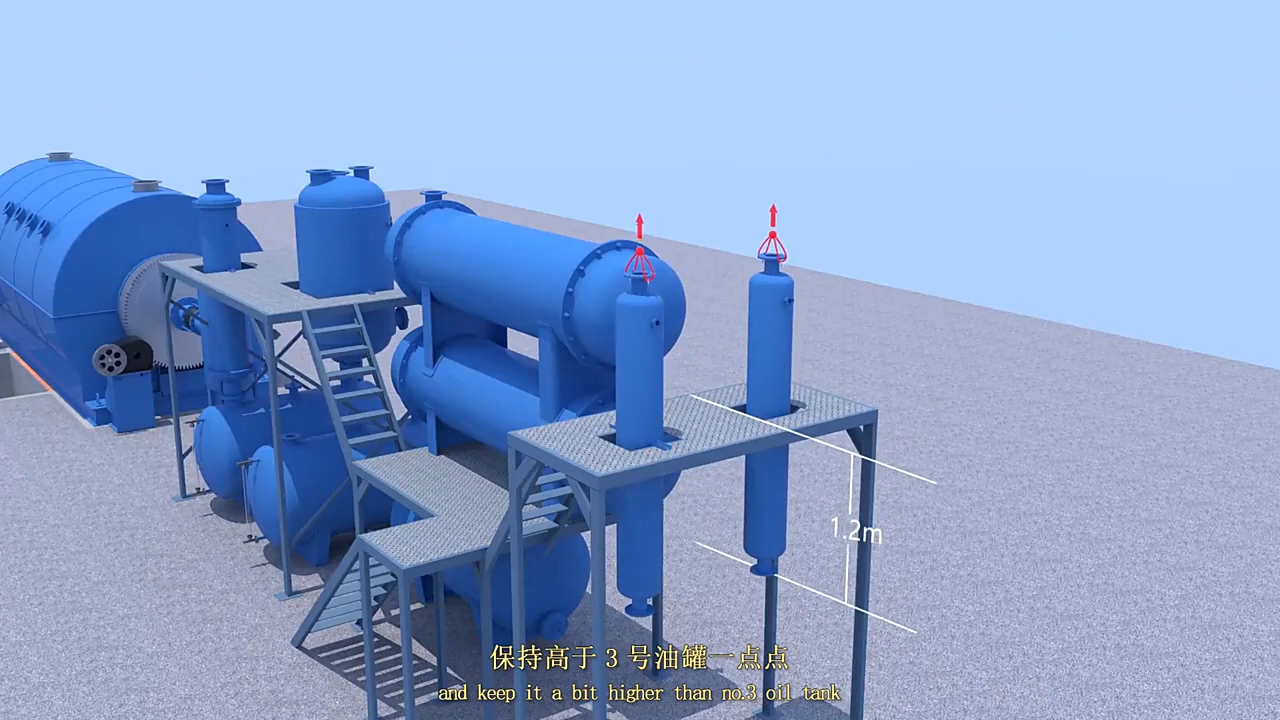 1.2m
保持高于 3 号油罐一点点
and keep it a bit higher than no.3 oil tank